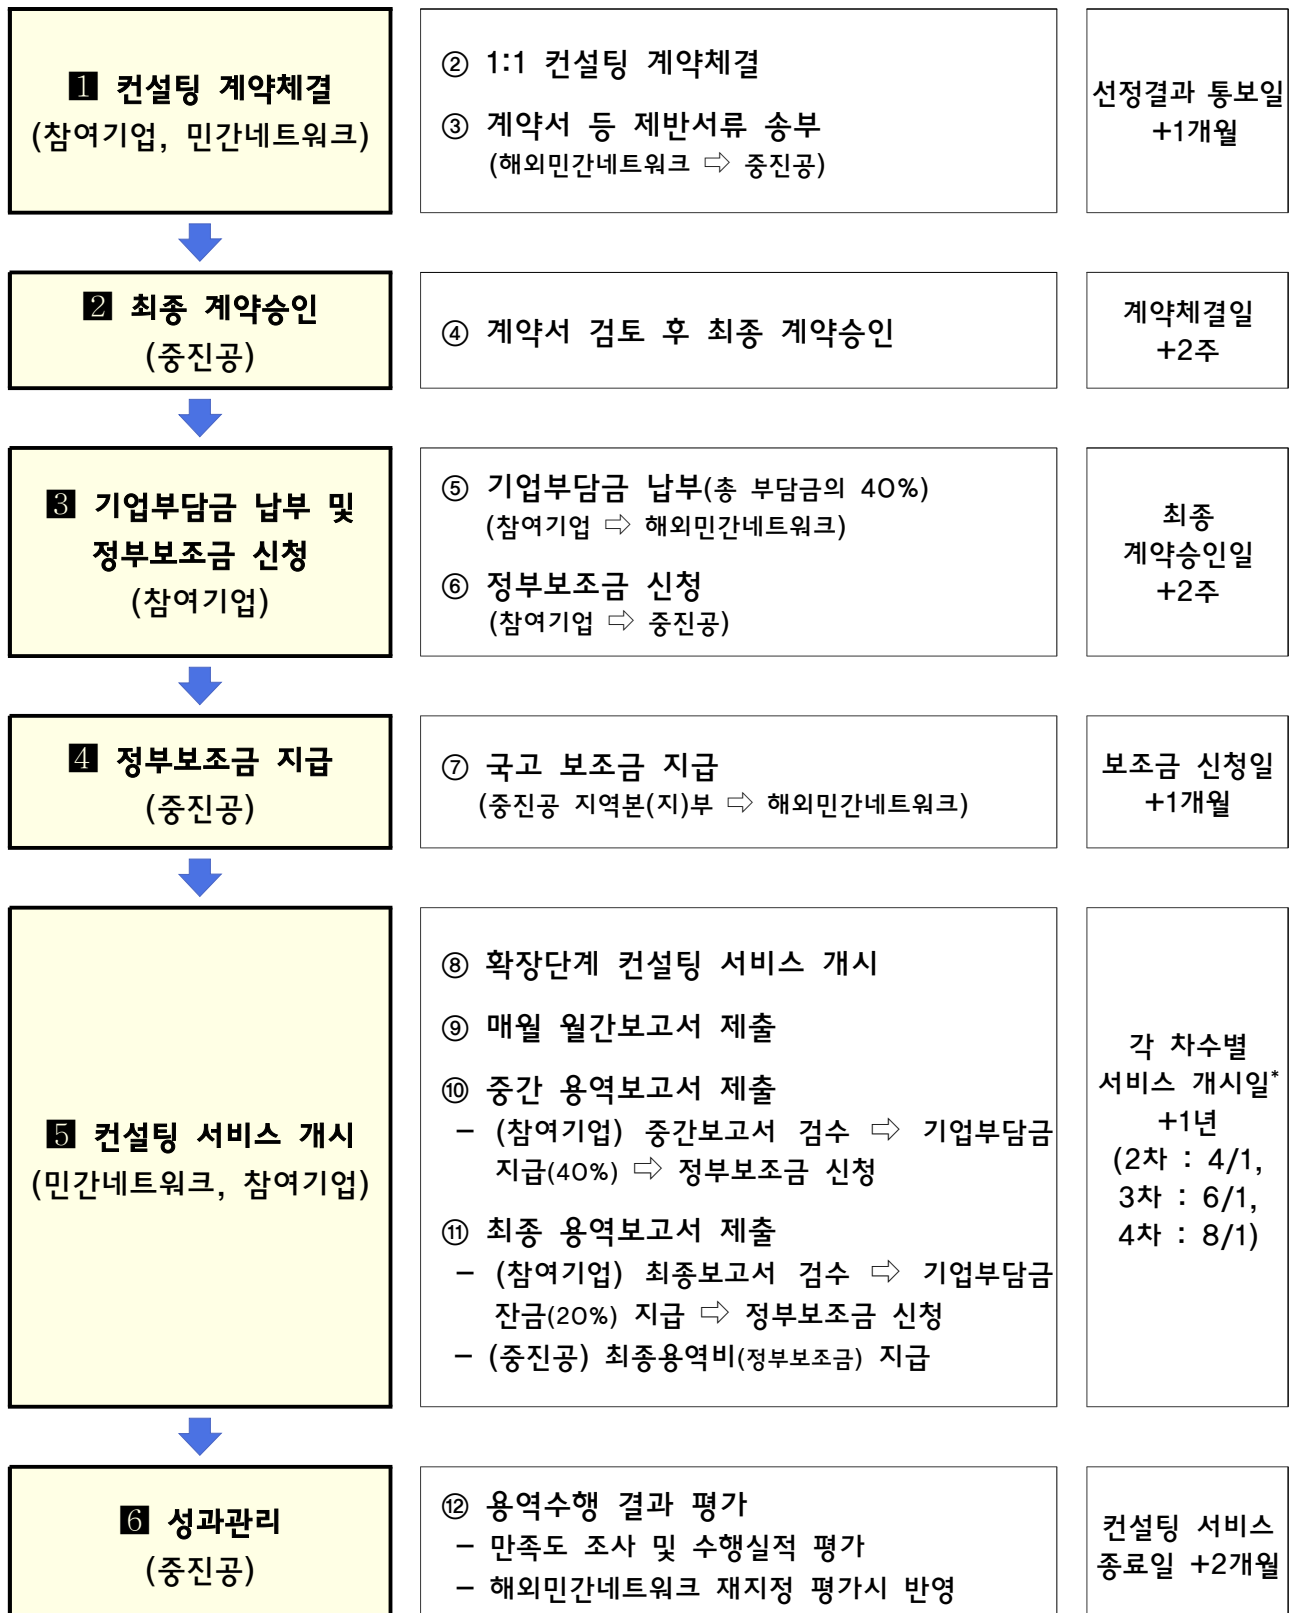 1 컨설팅 계약체결
(참여기업, 민간네트워크)
② 1:1 컨설팅 계약체결
③ 계약서 등 제반서류 송부
(해외민간네트워크 ⇨ 중진공)
선정결과 통보일
+1개월
2 최종 계약승인
(중진공)
④ 계약서 검토 후 최종 계약승인
계약체결일
+2주
3 기업부담금 납부 및
정부보조금 신청
(참여기업)
⑤ 기업부담금 납부(총 부담금의 40%)
(참여기업 ⇨ 해외민간네트워크)
⑥ 정부보조금 신청
(참여기업 ⇨ 중진공)
최종
계약승인일
+2주
4 정부보조금 지급
(중진공)
⑦ 국고 보조금 지급
(중진공 지역본(지)부 ⇨ 해외민간네트워크)
보조금 신청일
+1개월
5 컨설팅 서비스 개시
(민간네트워크, 참여기업)
⑧ 확장단계 컨설팅 서비스 개시
⑨ 매월 월간보고서 제출
⑩ 중간 용역보고서 제출
- (참여기업) 중간보고서 검수 ⇨ 기업부담금
지급(40%) ⇨ 정부보조금 신청
⑪ 최종 용역보고서 제출
- (참여기업) 최종보고서 검수 ⇨ 기업부담금
잔금(20%) 지급 ⇨ 정부보조금 신청
- (중진공) 최종용역비(정부보조금) 지급
각 차수별
서비스 개시일*
+1년
(2차 : 4/1,
3차 : 6/1,
4차 : 8/1)
6 성과관리
(중진공)
⑫ 용역수행 결과 평가
- 만족도 조사 및 수행실적 평가
- 해외민간네트워크 재지정 평가시 반영
컨설팅 서비스
종료일 +2개월